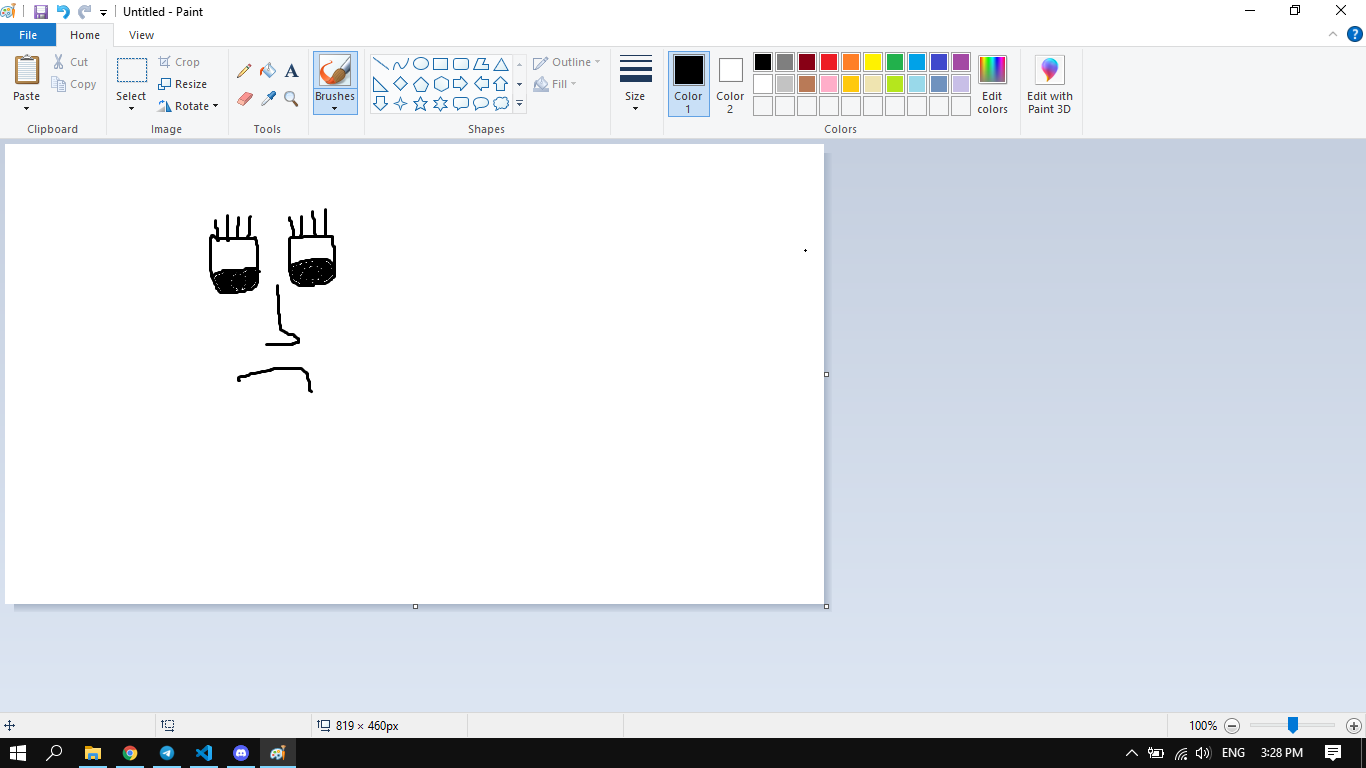 Untitled - Paint
File Home View
Paste
Cut
Copy
Clipboard
Select
Crop
Resize
Rotate
Image
A
Tools
Brushes
Shapes
Outline
Fill
Size
Color
1
Color
2
Edit
colors
Colors
Edit with
Paint 3D
819 × 460px
100%
ENG 3:28 PM